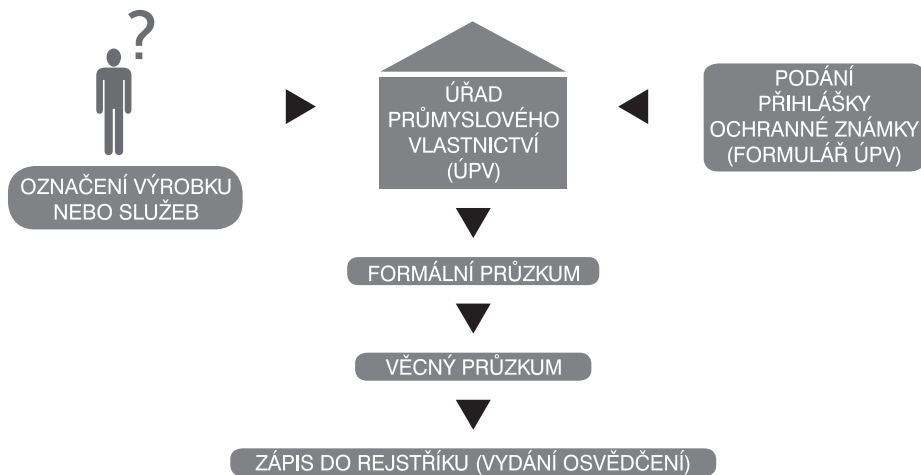 ?
OZNAČENÍ VÝROBKU
NEBO SLUŽEB
ÚŘAD
PRŮMYSLOVÉHO
VLASTNICTVÍ
(ÚPV)
PODÁNÍ
PŘIHLÁŠKY
OCHRANNÉ ZNÁMKY
(FORMULÁŘ ÚPV)
FORMÁLNÍ PRŮZKUM
VĚCNÝ PRŮZKUM
ZÁPIS DO REJSTŘÍKU (VYDÁNÍ OSVĚDČENÍ)